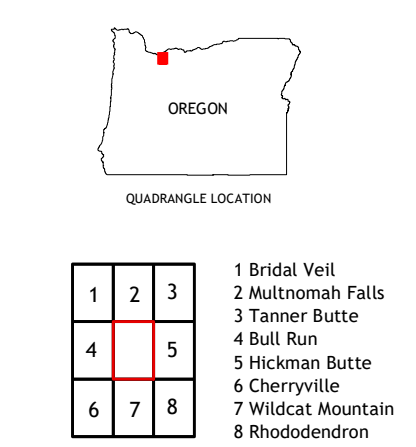 OREGON
QUADRANGLE LOCATION
1 2 3
4 5
6 7 8
1 Bridal Veil
2 Multnomah Falls
3 Tanner Butte
4 Bull Run
5 Hickman Butte
6 Cherryville
7 Wildcat Mountain
8 Rhododendron